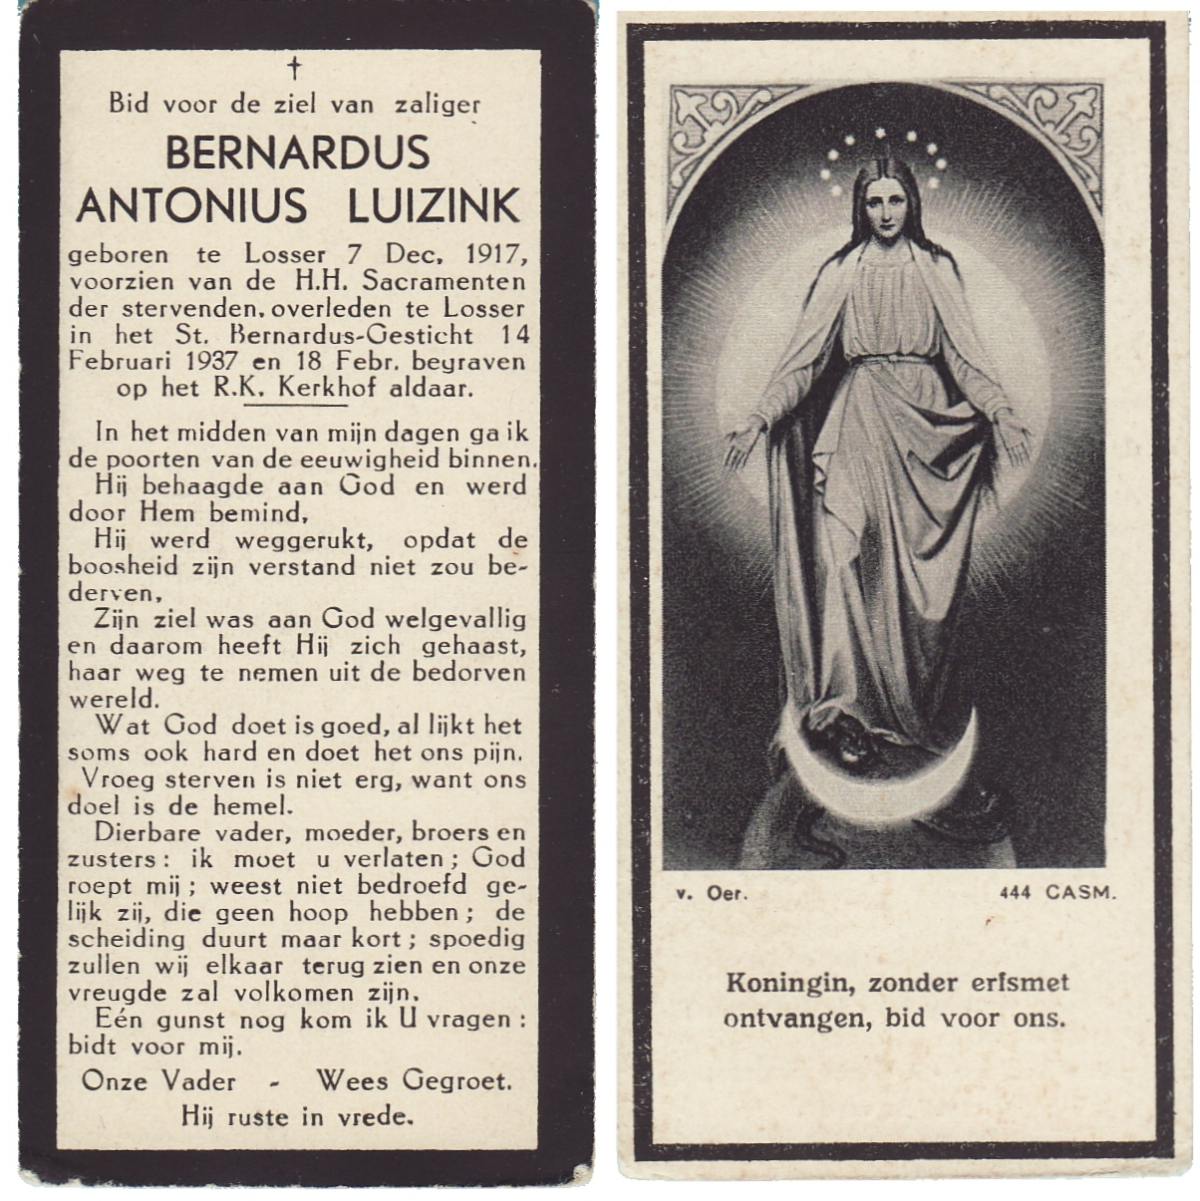 Bid voor de ziel van zaliger
BERNARDUS
ANTONIUS LUIZINK
geboren te Losser 7 Dec. 1917,
voorzien van de H.H. Sacramenten
der stervenden, overleden te Losser
in het St. Bernardus-Gesticht 14
Februari 1937 en 18 Febr. begraven
op het R.K. Kerkhof aldaar.
In het midden van mijn dagen ga ik
de poorten van de eeuwigheid binnen.
Hij behaagde aan God en werd
door Hem bemind,
Hij werd weggerukt, opdat de
boosheid zijn verstand niet zou be-
derven,
Zijn ziel was aan God welgevallig
en daarom heeft Hij zich gehaast,
haar weg te nemen uit de bedorven
wereld.
Wat God doet is goed, al lijkt het
soms ook hard en doet het ons pijn.
Vroeg sterven is niet erg, want ons
doel is de hemel.
Dierbare vader, moeder, broers en
zusters: ik moet u verlaten; God
roept mij; weest niet bedroefd ge-
lijk zij, die geen hoop hebben; de
scheiding duurt maar kort; spoedig
zullen wij elkaar terug zien en onze
vreugde zal volkomen zijn.
Eén gunst nog kom ik U vragen:
bidt voor mij.
Onze Vader - Wees Gegroet.
Hij ruste in vrede.
v. Oer. 444 CASM.
Koningin, zonder erfsmet
ontvangen, bid voor ons.